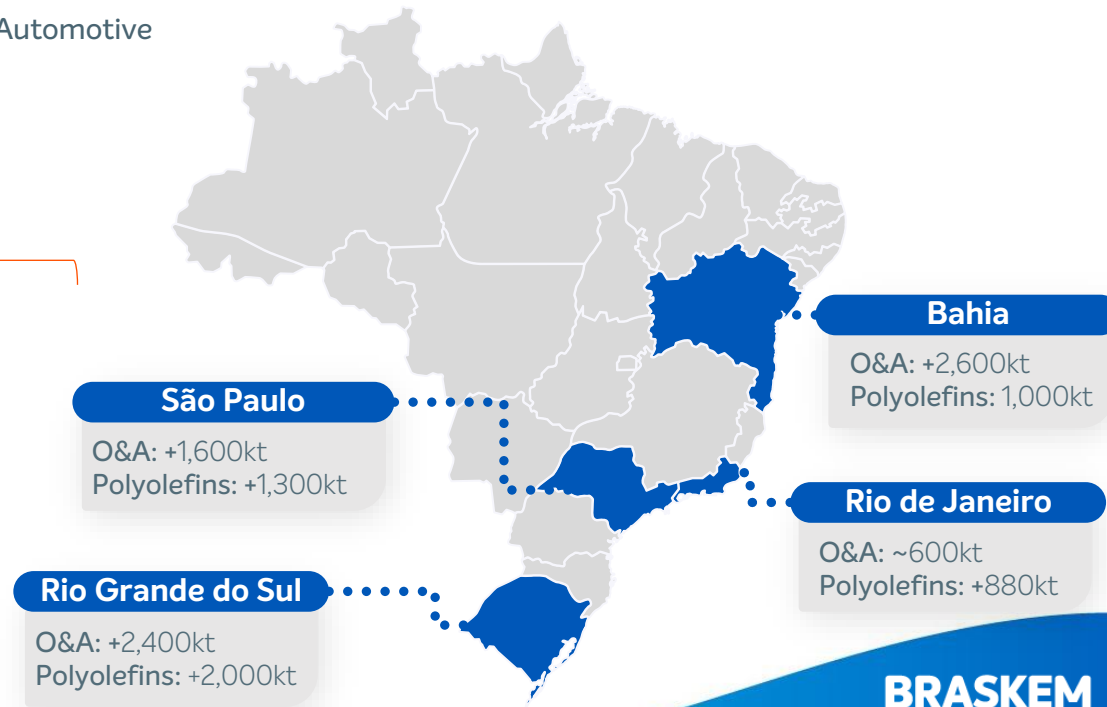 Automotive
Bahia
O&A: +2,600kt
Polyolefins: 1,000kt
São Paulo
O&A: +1,600kt
Polyolefins: +1,300kt
Rio de Janeiro
O&A: ~600kt
Polyolefins: +880kt
Rio Grande do Sul
O&A: +2,400kt
Polyolefins: +2,000kt
BRASKEM